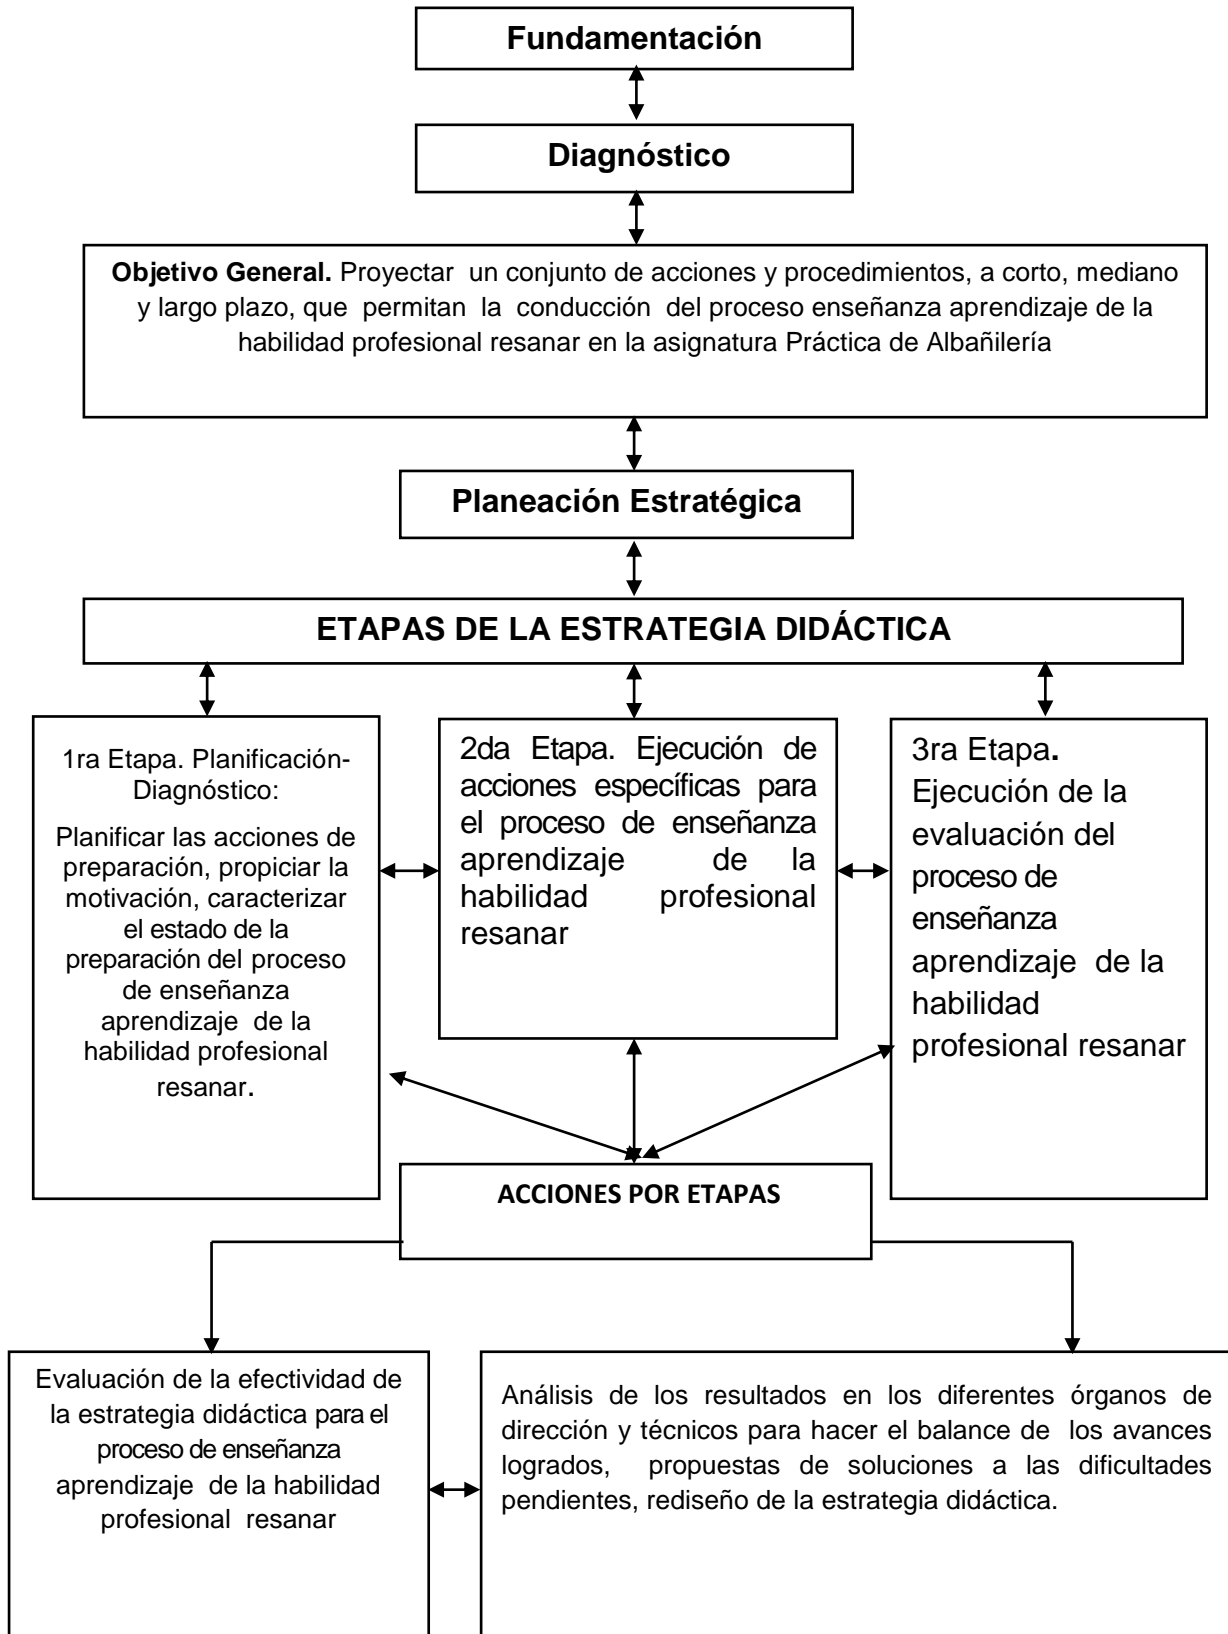 Fundamentación
Diagnóstico
Objetivo General. Proyectar un conjunto de acciones y procedimientos, a corto, mediano
y largo plazo, que permitan la conducción del proceso enseñanza aprendizaje de la
habilidad profesional resanar en la asignatura Práctica de Albañilería
Planeación Estratégica
ETAPAS DE LA ESTRATEGIA DIDÁCTICA
1ra Etapa. Planificación-
Diagnóstico:
Planificar las acciones de
preparación, propiciar la
motivación, caracterizar
el estado de la
preparación del proceso
de enseñanza
aprendizaje de la
habilidad profesional
resanar.
2da Etapa. Ejecución de
acciones específicas para
el proceso de enseñanza
aprendizaje de la
habilidad profesional
resanar
3ra Etapa.
Ejecución de la
evaluación del
proceso de
enseñanza
aprendizaje de la
habilidad
profesional resanar
ACCIONES POR ETAPAS
Evaluación de la efectividad de
la estrategia didáctica para el
proceso de enseñanza
aprendizaje de la habilidad
profesional resanar
Análisis de los resultados en los diferentes órganos de
dirección y técnicos para hacer el balance de los avances
logrados, propuestas de soluciones a las dificultades
pendientes, rediseño de la estrategia didáctica.